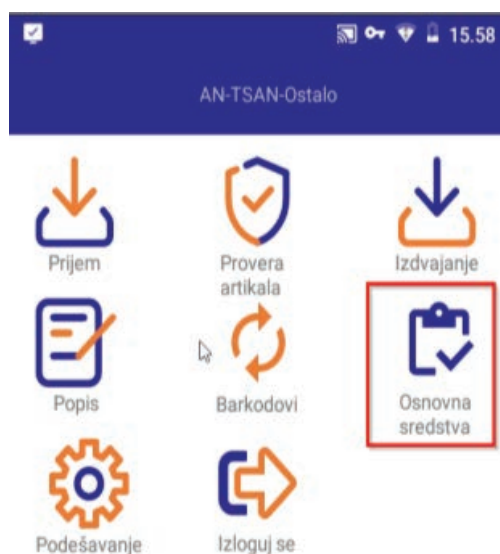 15.58
AN-TSAN-Ostalo
Prijem
Provera
artikala
Izdvajanje
Popis
Barkodovi
Osnovna
sredstva
Podešavanje
Izloguj se